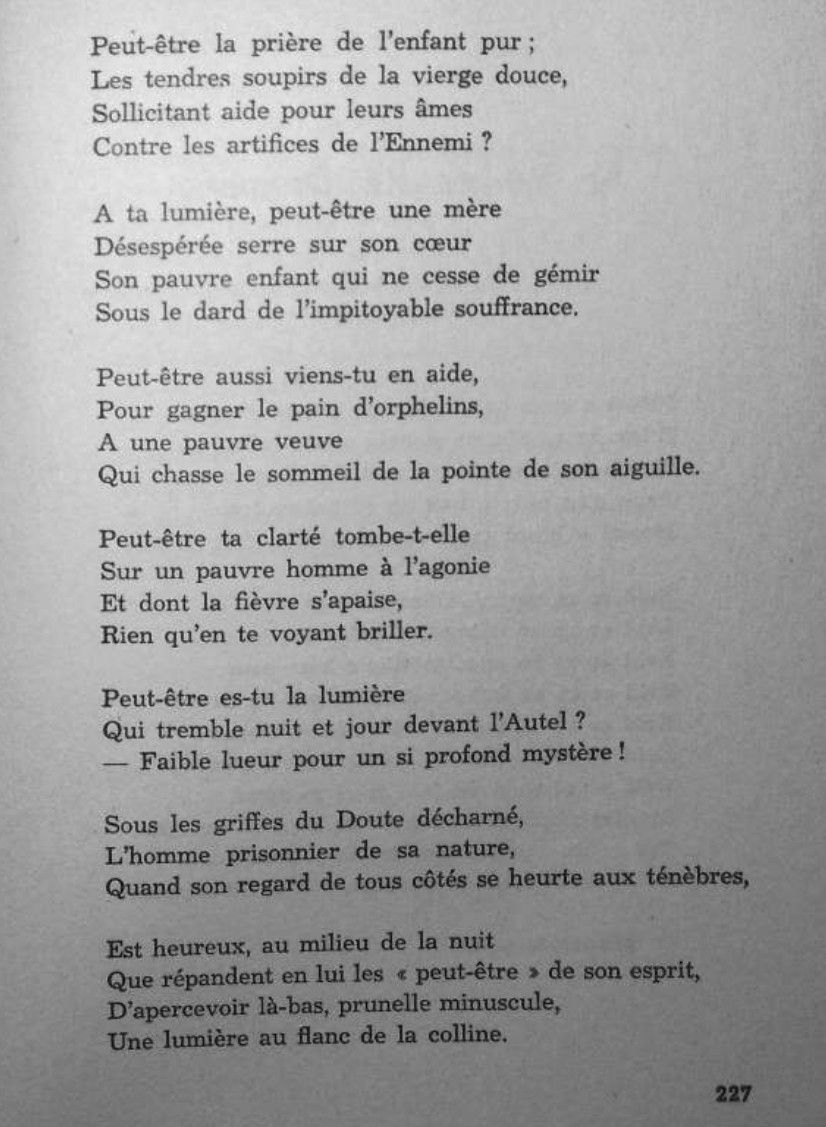 Peut-être la prière de l'enfant pur ;
Les tendres soupirs de la vierge douce,
Sollicitant aide pour leurs âmes
Contre les artifices de l'Ennemi ?
A ta lumière, peut-être une mère
Désespérée serre sur son cœur
Son pauvre enfant qui ne cesse de gémir
Sous le dard de l'impitoyable souffrance.
Peut-être aussi viens-tu en aide,
Pour gagner le pain d'orphelins,
A une pauvre veuve
Qui chasse le sommeil de la pointe de son aiguille.
Peut-être ta clarté tombe-t-elle
Sur un pauvre homme à l'agonie
Et dont la fièvre s'apaise,
Rien qu'en te voyant briller.
Peut-être es-tu la lumière
Qui tremble nuit et jour devant l'Autel ?
— Faible lueur pour un si profond mystère !
Sous les griffes du Doute décharné,
L'homme prisonnier de sa nature,
Quand son regard de tous côtés se heurte aux ténèbres,
Est heureux, au milieu de la nuit
Que répandent en lui les « peut-être » de son esprit,
D'apercevoir là-bas, prunelle minuscule,
Une lumière au flanc de la colline.
227